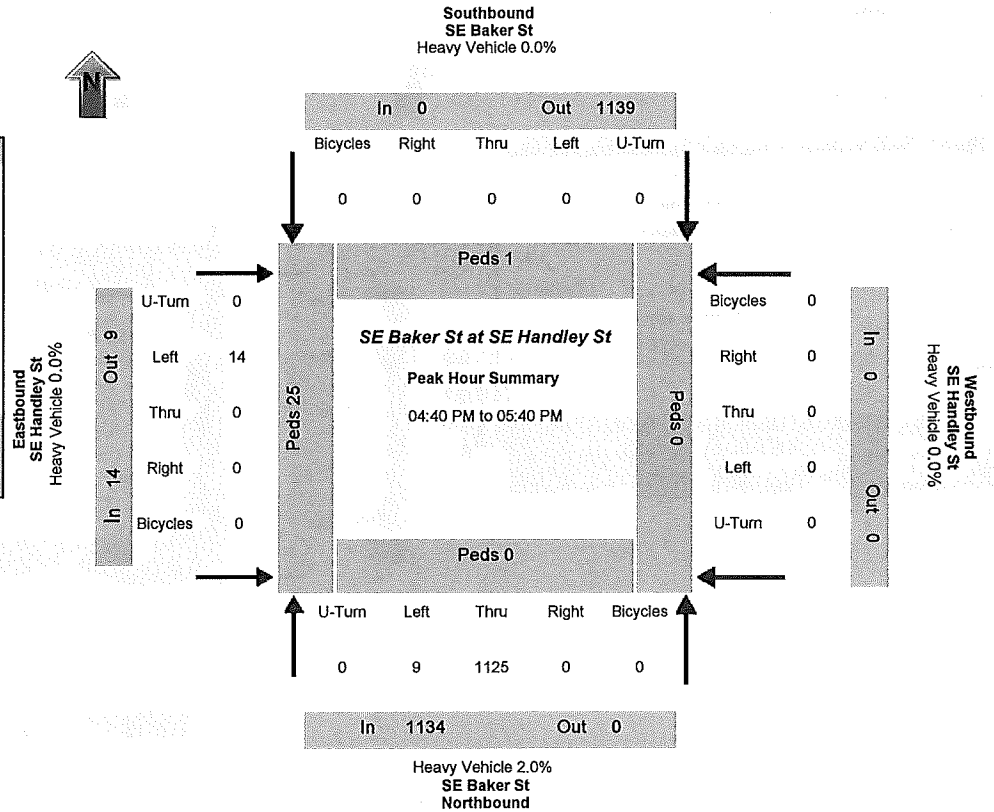 Southbound
SE Baker St
Heavy Vehicle 0.0%
N
In 0 Out 1139
Bicycles Right Thru Left U-Turn
0 0 0 0 0
Peds 1
Eastbound
SE Handley St
Heavy Vehicle 0.0%
In 14 Out 9
U-Turn 0
Left 14
Thru 0
Right 0
Bicycles 0
Peds 25
SE Baker St at SE Handley St
Peak Hour Summary
04:40 PM to 05:40 PM
Peds 0
Bicycles 0
Right 0
Thru 0
Left 0
U-Turn 0
In 0 Out 0
Westbound
SE Handley St
Heavy Vehicle 0.0%
Peds 0
U-Turn Left Thru Right Bicycles
0 9 1125 0 0
In 1134 Out 0
Heavy Vehicle 2.0%
SE Baker St
Northbound